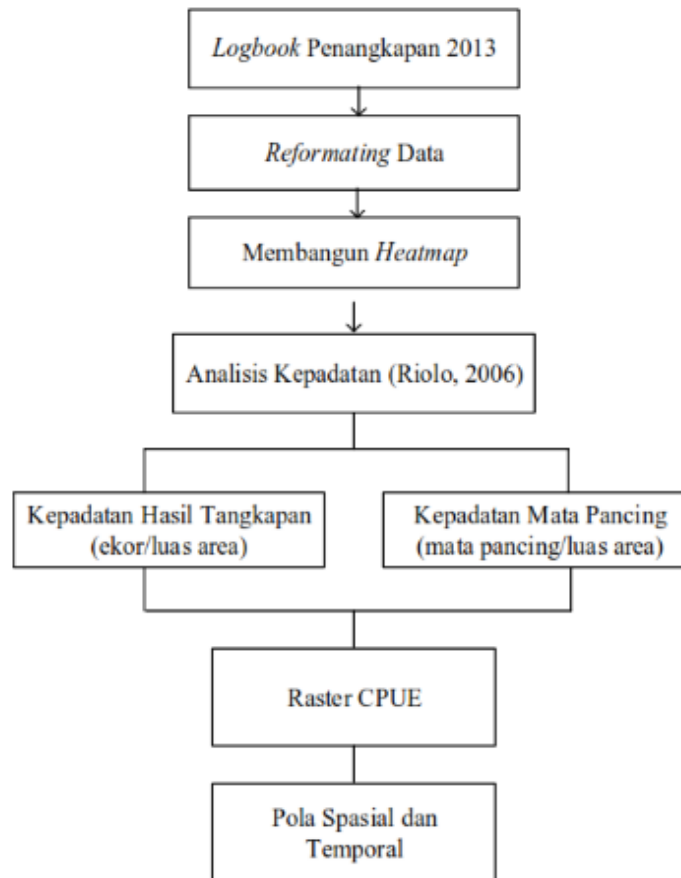 Logbook Penangkapan 2013
Reformating Data
Membangun Heatmap
Analisis Kepadatan (Riolo, 2006)
Kepadatan Hasil Tangkapan
(ekor/luas area)
Kepadatan Mata Pancing
(mata pancing/luas area)
Raster CPUE
Pola Spasial dan
Temporal